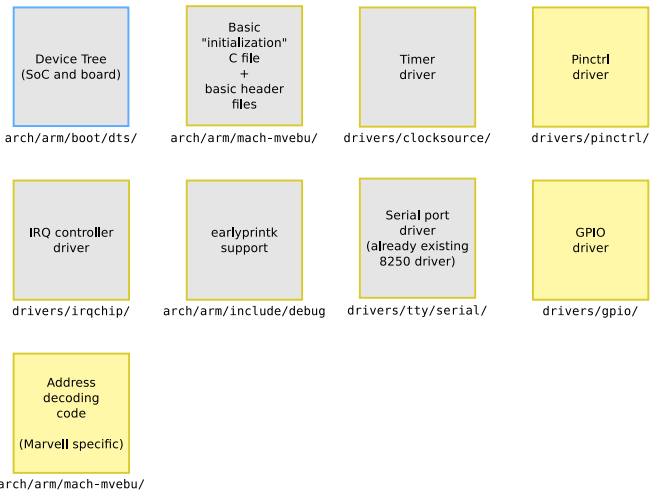 Device Tree
(SoC and board)
arch/arm/boot/dts/
Basic
"initialization"
C file
+
basic header
files
arch/arm/mach-mvebu/
Timer
driver
drivers/clocksource/
Pinctrl
driver
drivers/pinctrl/
IRQ controller
driver
drivers/irqchip/
earlyprintk
support
arch/arm/include/debug
Serial port
driver
(already existing
8250 driver)
drivers/tty/serial/
GPIO
driver
drivers/gpio/
Address
decoding
code
(Marvell specific)
arch/arm/mach-mvebu/